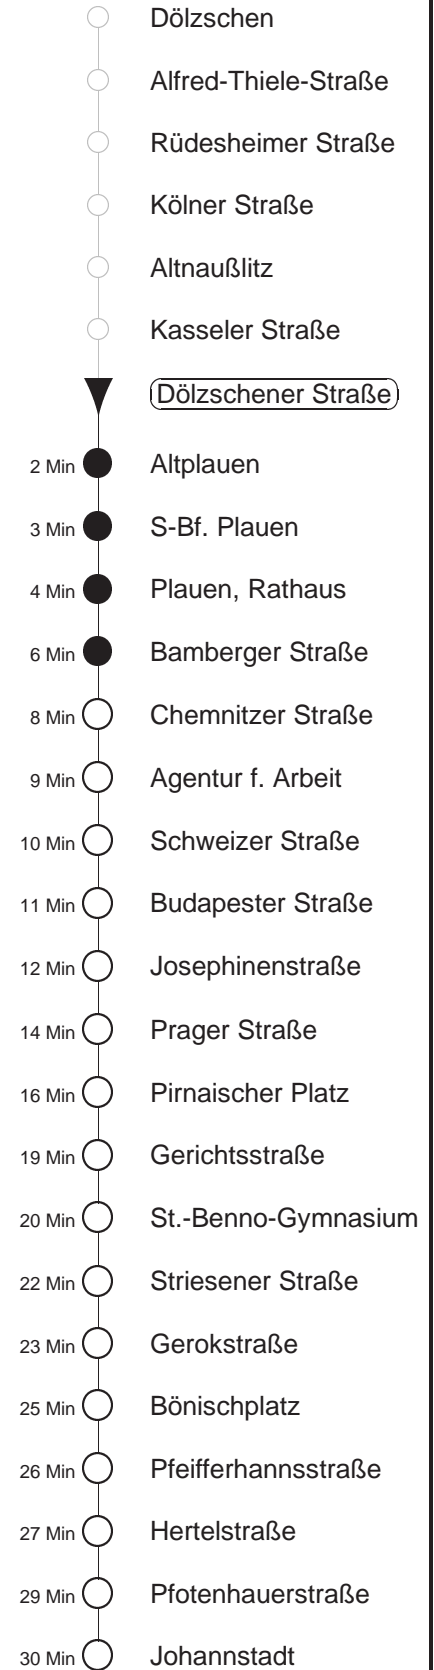 Dölzschen
Alfred-Thiele-Straße
Rüdesheimer Straße
Kölner Straße
Altnaußlitz
Kasseler Straße
Dölzschener Straße
2 Min Altplauen
3 Min S-Bf. Plauen
4 Min Plauen, Rathaus
6 Min Bamberger Straße
8 Min Chemnitzer Straße
9 Min Agentur f. Arbeit
10 Min Schweizer Straße
11 Min Budapester Straße
12 Min Josephinenstraße
14 Min Prager Straße
16 Min Pirnaischer Platz
19 Min Gerichtsstraße
20 Min St.-Benno-Gymnasium
22 Min Striesener Straße
23 Min Gerokstraße
25 Min Bönischplatz
26 Min Pfeifferhannsstraße
27 Min Hertelstraße
29 Min Pfotenhauerstraße
30 Min Johannstadt